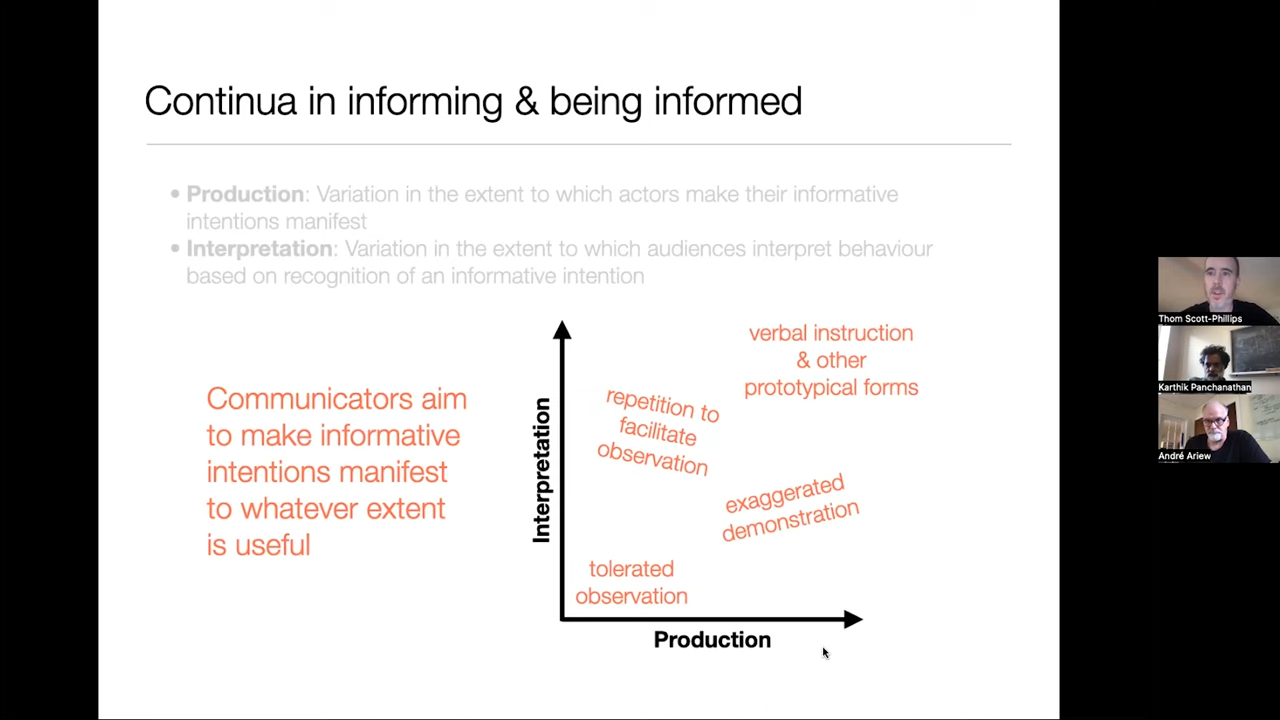 Continua in informing & being informed
• Production: Variation in the extent to which actors make their informative
intentions manifest
• Interpretation: Variation in the extent to which audiences interpret behaviour
based on recognition of an informative intention
Communicators aim
to make informative
intentions manifest
to whatever extent
is useful
Interpretation
verbal instruction
& other
prototypical forms
repetition to
facilitate
observation
exaggerated
demonstration
tolerated
observation
Production
Thom Scott-Phillips
Karthik Panchanathan
André Ariew